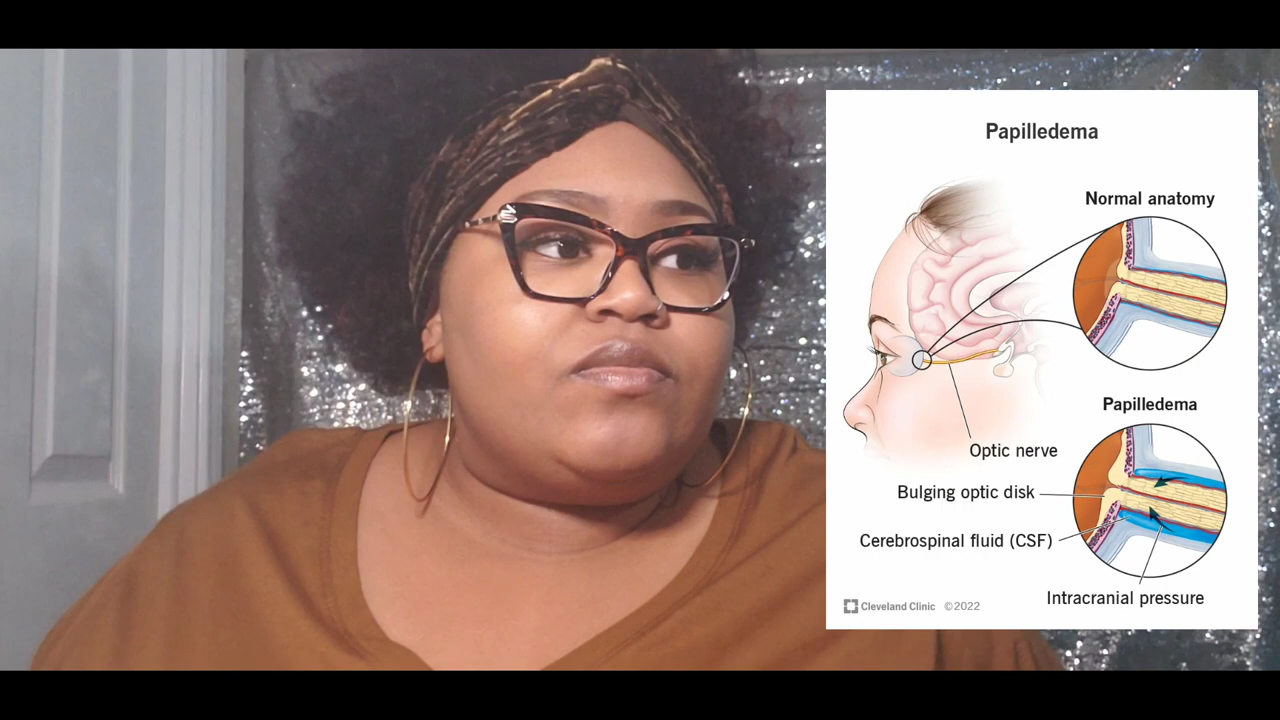 Papilledema
Normal anatomy
Papilledema
Optic nerve
Bulging optic disk
Cerebrospinal fluid (CSF)
Intracranial pressure
Cleveland Clinic ©2022